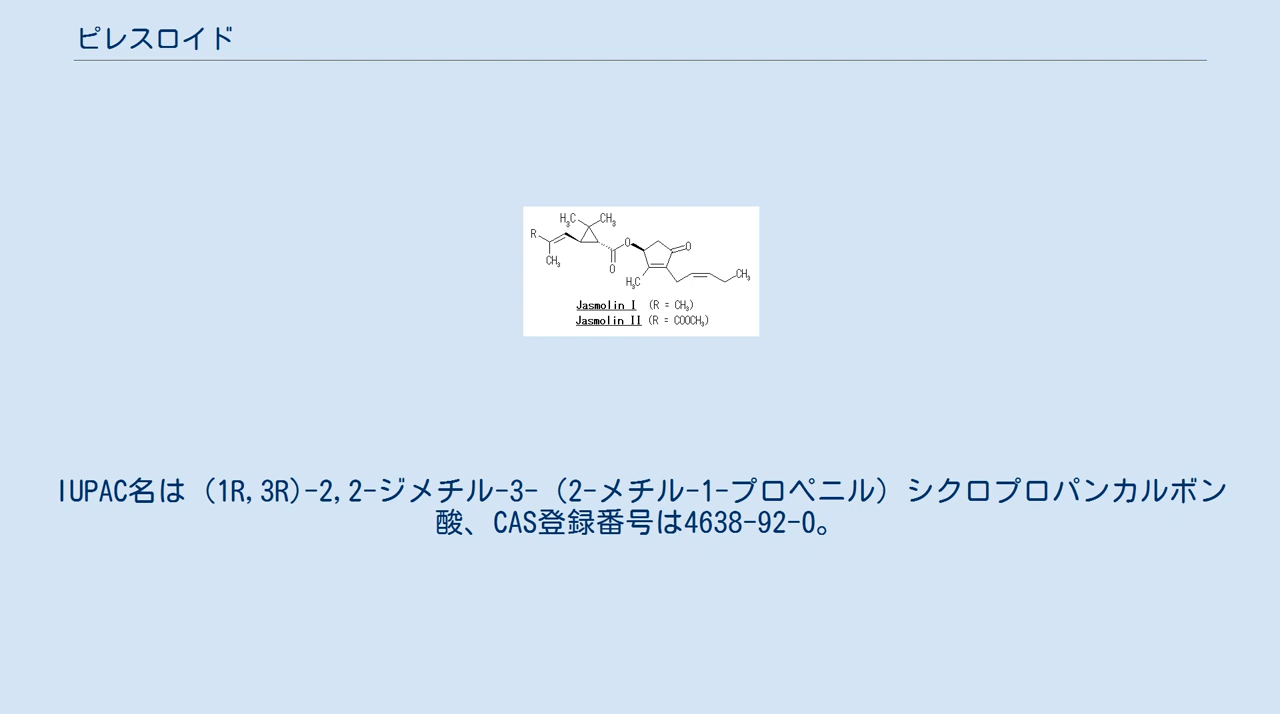 ピレスロイド
H₃C CH₃
R
O O
CH₃ O CH₃
H₃C
Jasmolin I (R = CH₃)
Jasmolin II (R = COOCH₃)
IUPAC名は (1R,3R)-2,2-ジメチル-3-(2-メチル-1-プロペニル) シクロプロパンカルボン
酸、CAS登録番号は4638-92-0。